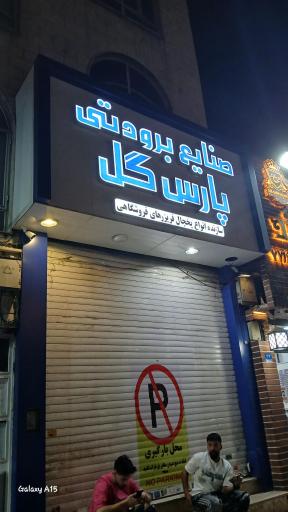 صنایع برودتی
پارس گل
سازنده انواع یخچال فریزرهای فروشگاهی
P
محل بارگیری
NO PARKING
Galaxy A15